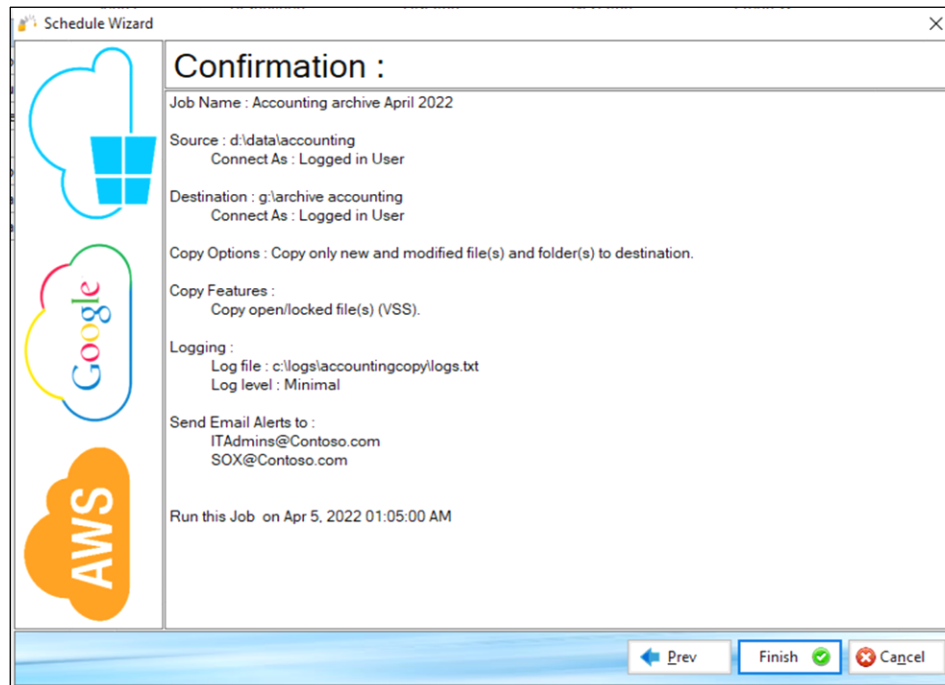 Schedule Wizard
Confirmation :
Job Name : Accounting archive April 2022
Source : d:\data\accounting
Connect As : Logged in User
Destination : g:\archive accounting
Connect As : Logged in User
Copy Options : Copy only new and modified file(s) and folder(s) to destination.
Copy Features :
Copy open/locked file(s) (VSS).
Logging :
Log file : c:\logs\accountingcopy\logs.txt
Log level : Minimal
Send Email Alerts to :
ITAdmins@Contoso.com
SOX@Contoso.com
Run this Job on Apr 5, 2022 01:05:00 AM
Google
AWS
Prev
Finish
Cancel